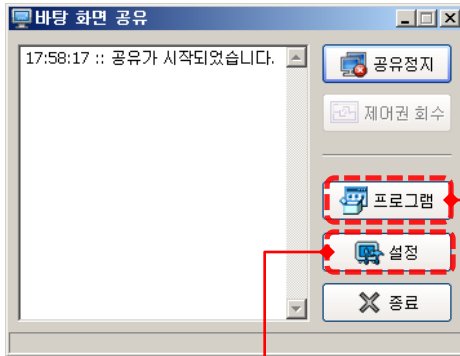 바탕 화면 공유
17:58:17 :: 공유가 시작되었습니다.
공유정지
제어권 회수
프로그램
설정
종료